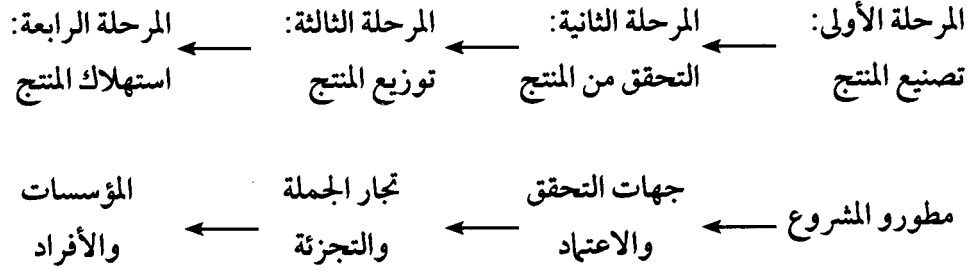 المرحلة الأولى:
تصنيع المنتج
المرحلة الثانية:
التحقق من المنتج
المرحلة الثالثة:
توزيع المنتج
المرحلة الرابعة:
استهلاك المنتج
مطورو المشروع
جهات التحقق
والاعتماد
تجار الجملة
والتجزئة
المؤسسات
والأفراد